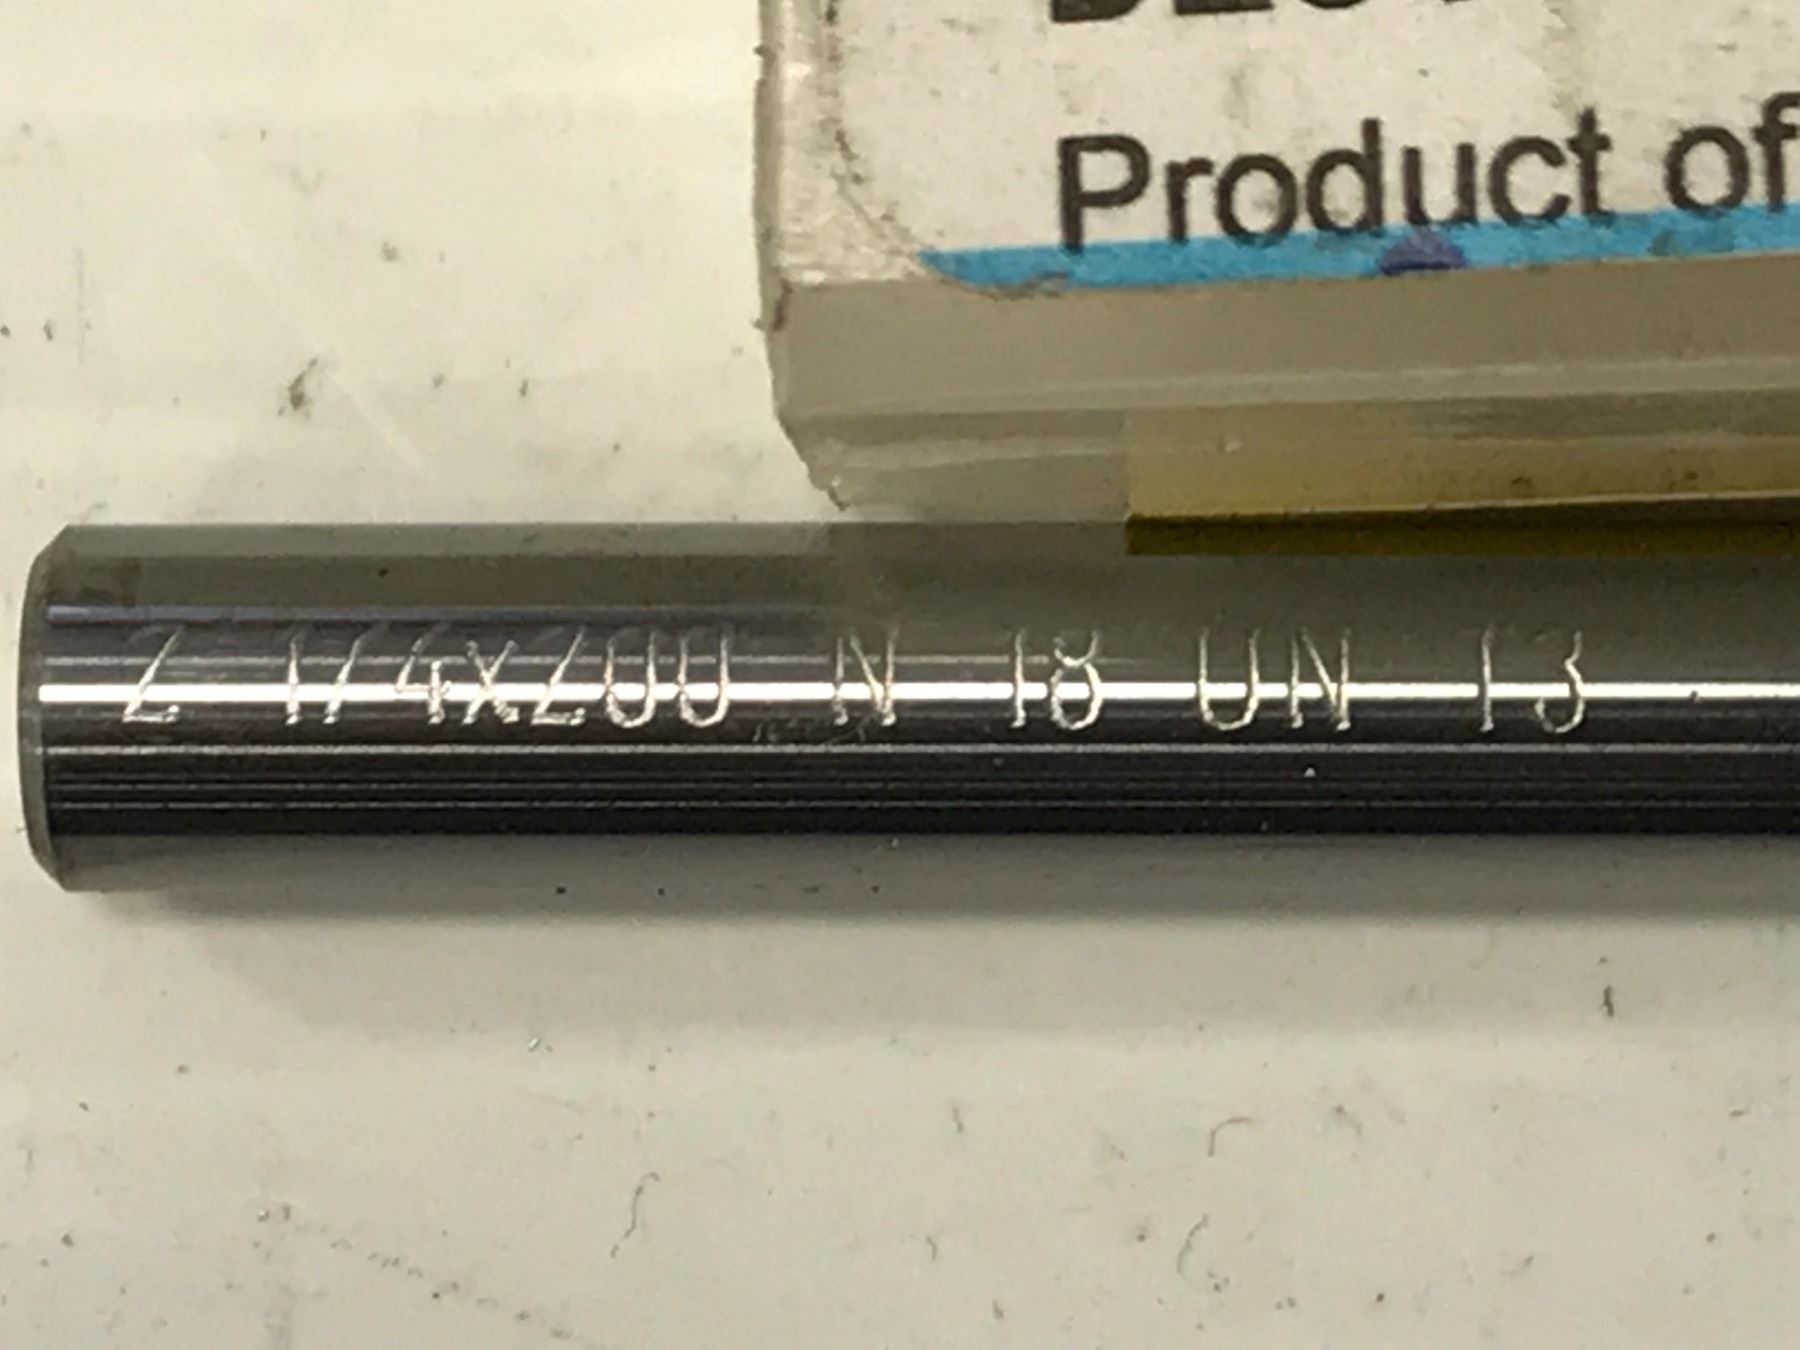 Product of
2 1/4x200 N 18 UN 13